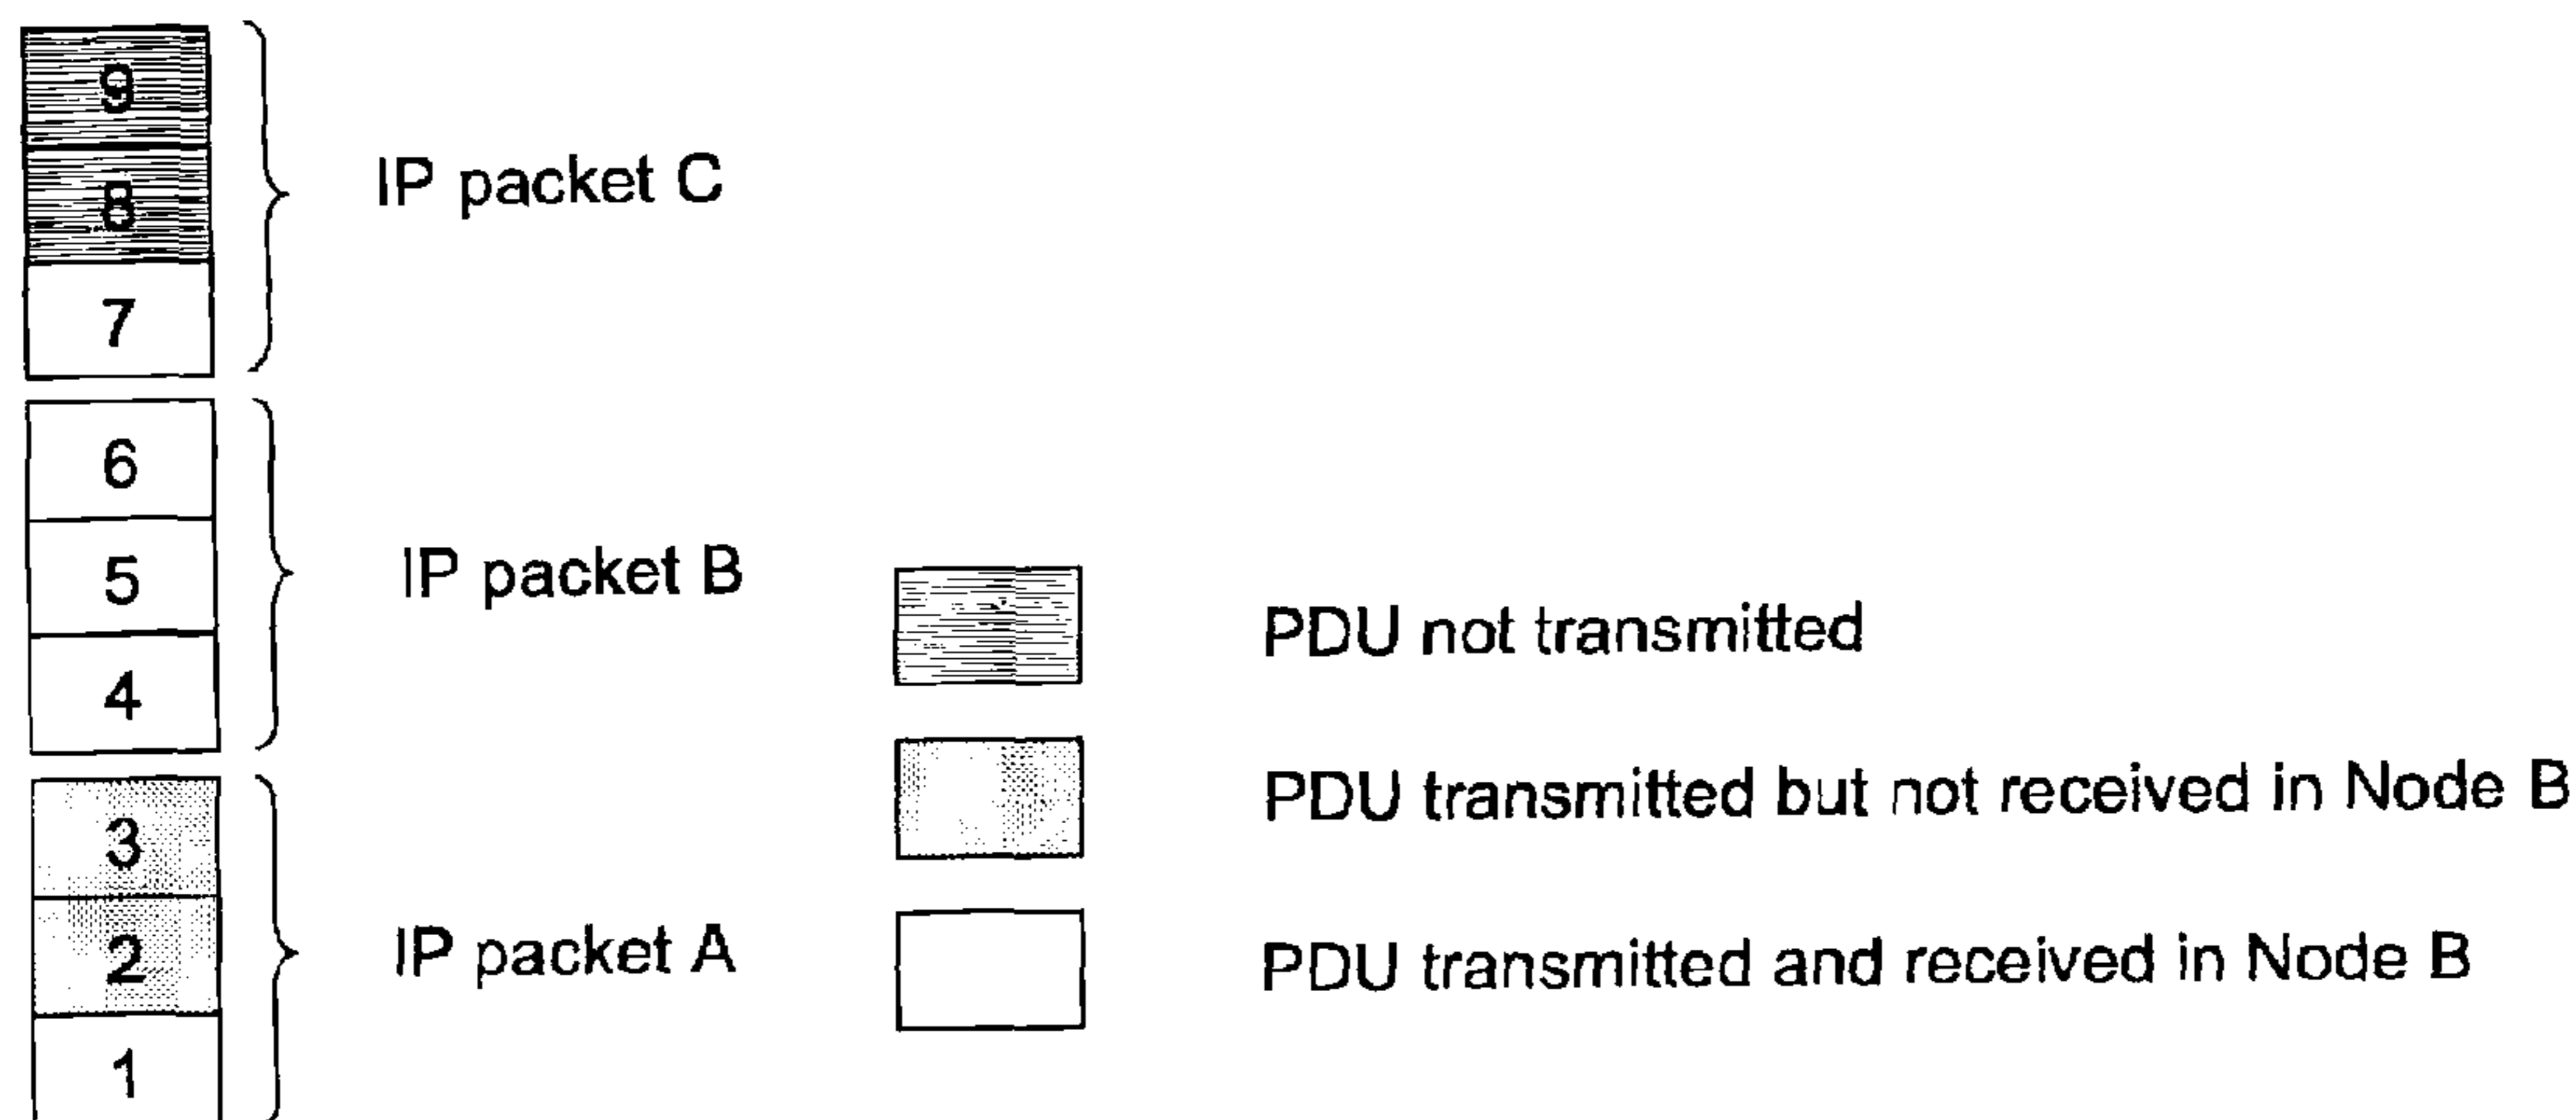 9
8
IP packet C
7
6
5
IP packet B
4
3
2
IP packet A
1
PDU not transmitted
PDU transmitted but not received in Node B
PDU transmitted and received in Node B